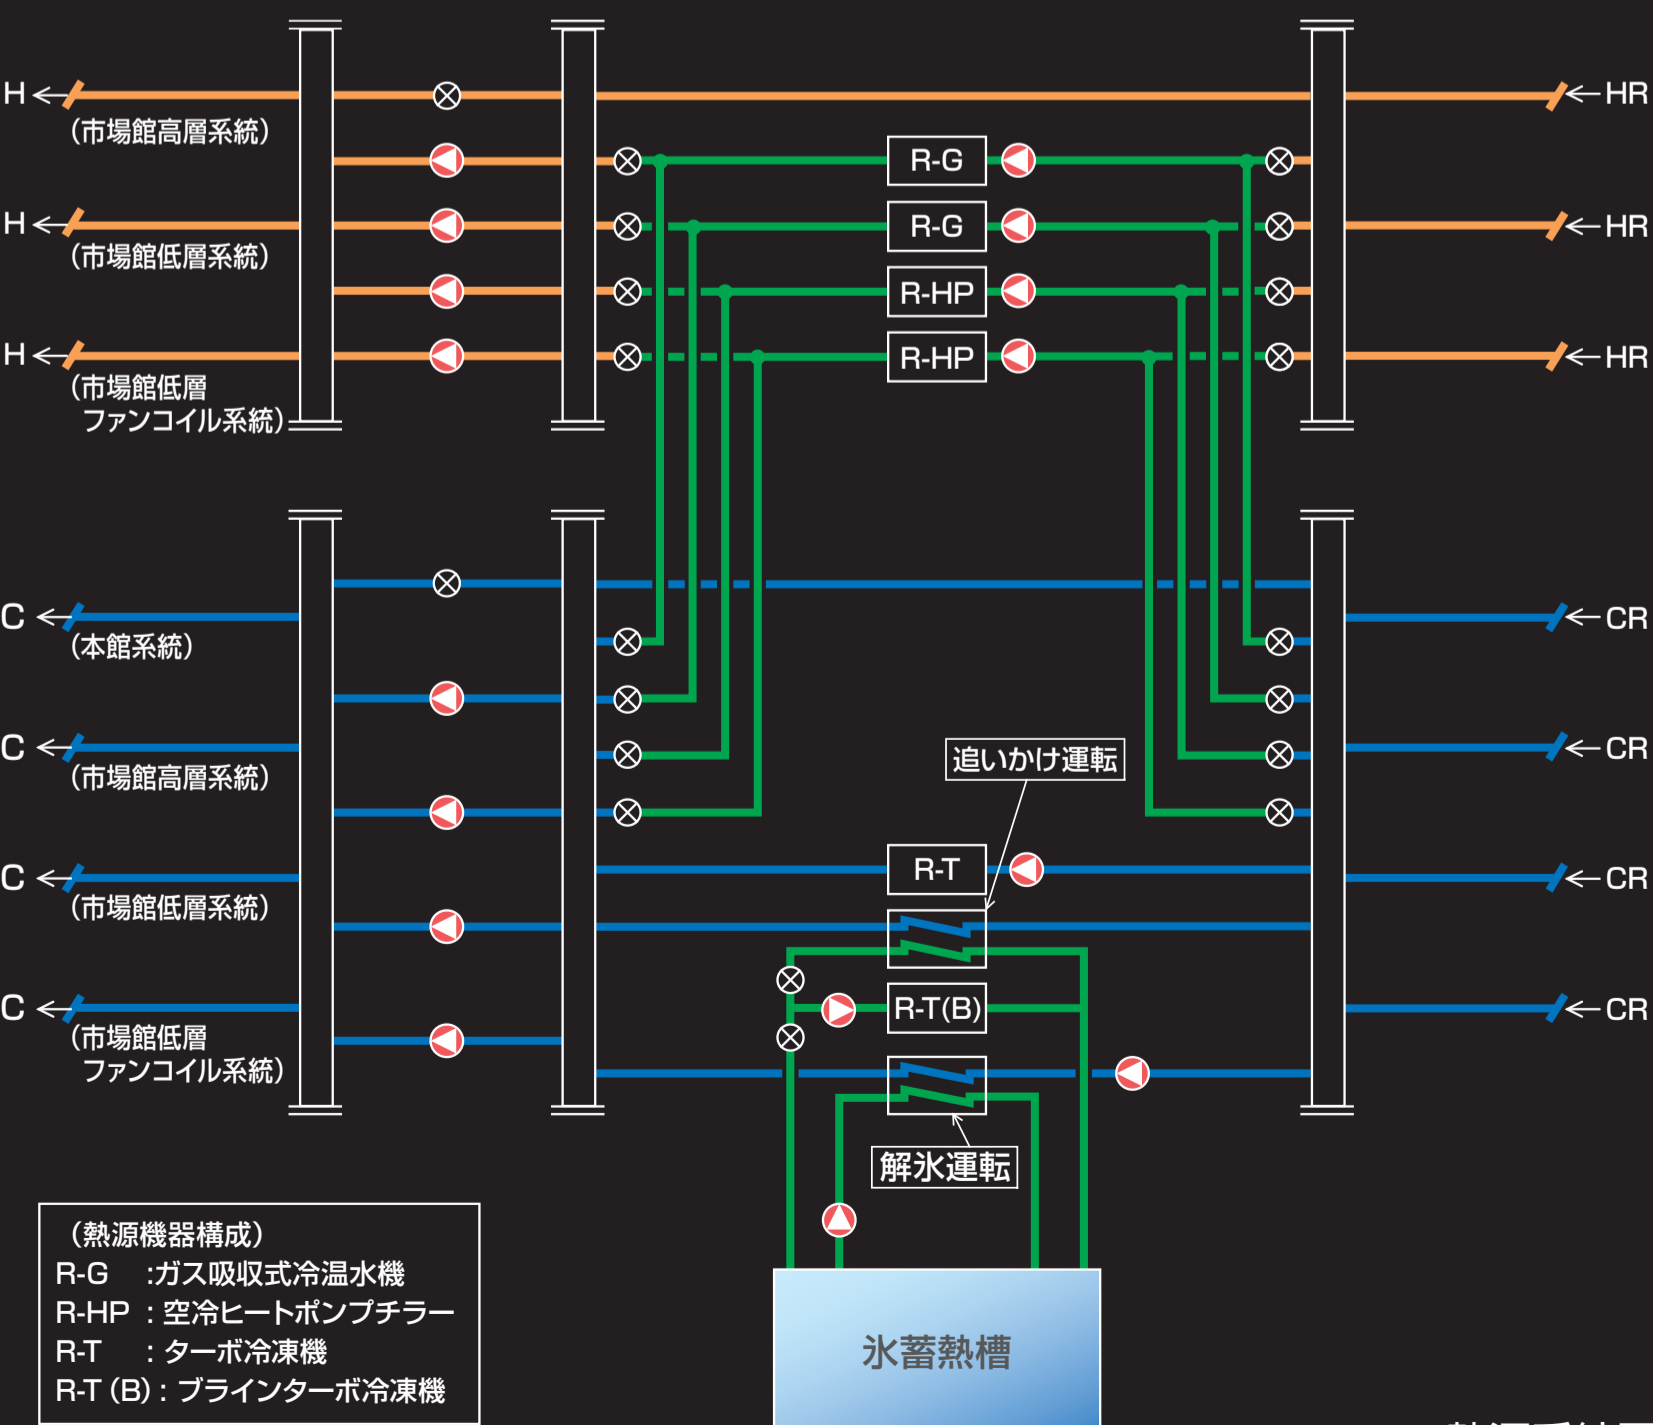 H
HR
（市場館高層系統）
R-G
H
R-G
HR
（市場館低層系統）
R-HP
H
R-HP
HR
（市場館低層
ファンコイル系統）
C
CR
（本館系統）
C
追いかけ運転
CR
（市場館高層系統）
R-T
C
CR
（市場館低層系統）
C
R-T(B)
CR
（市場館低層
ファンコイル系統）
解氷運転
（熱源機器構成）
R-G :ガス吸収式冷温水機
R-HP : 空冷ヒートポンプチラー
R-T : ターボ冷凍機
R-T（B）: ブラインターボ冷凍機
氷蓄熱槽